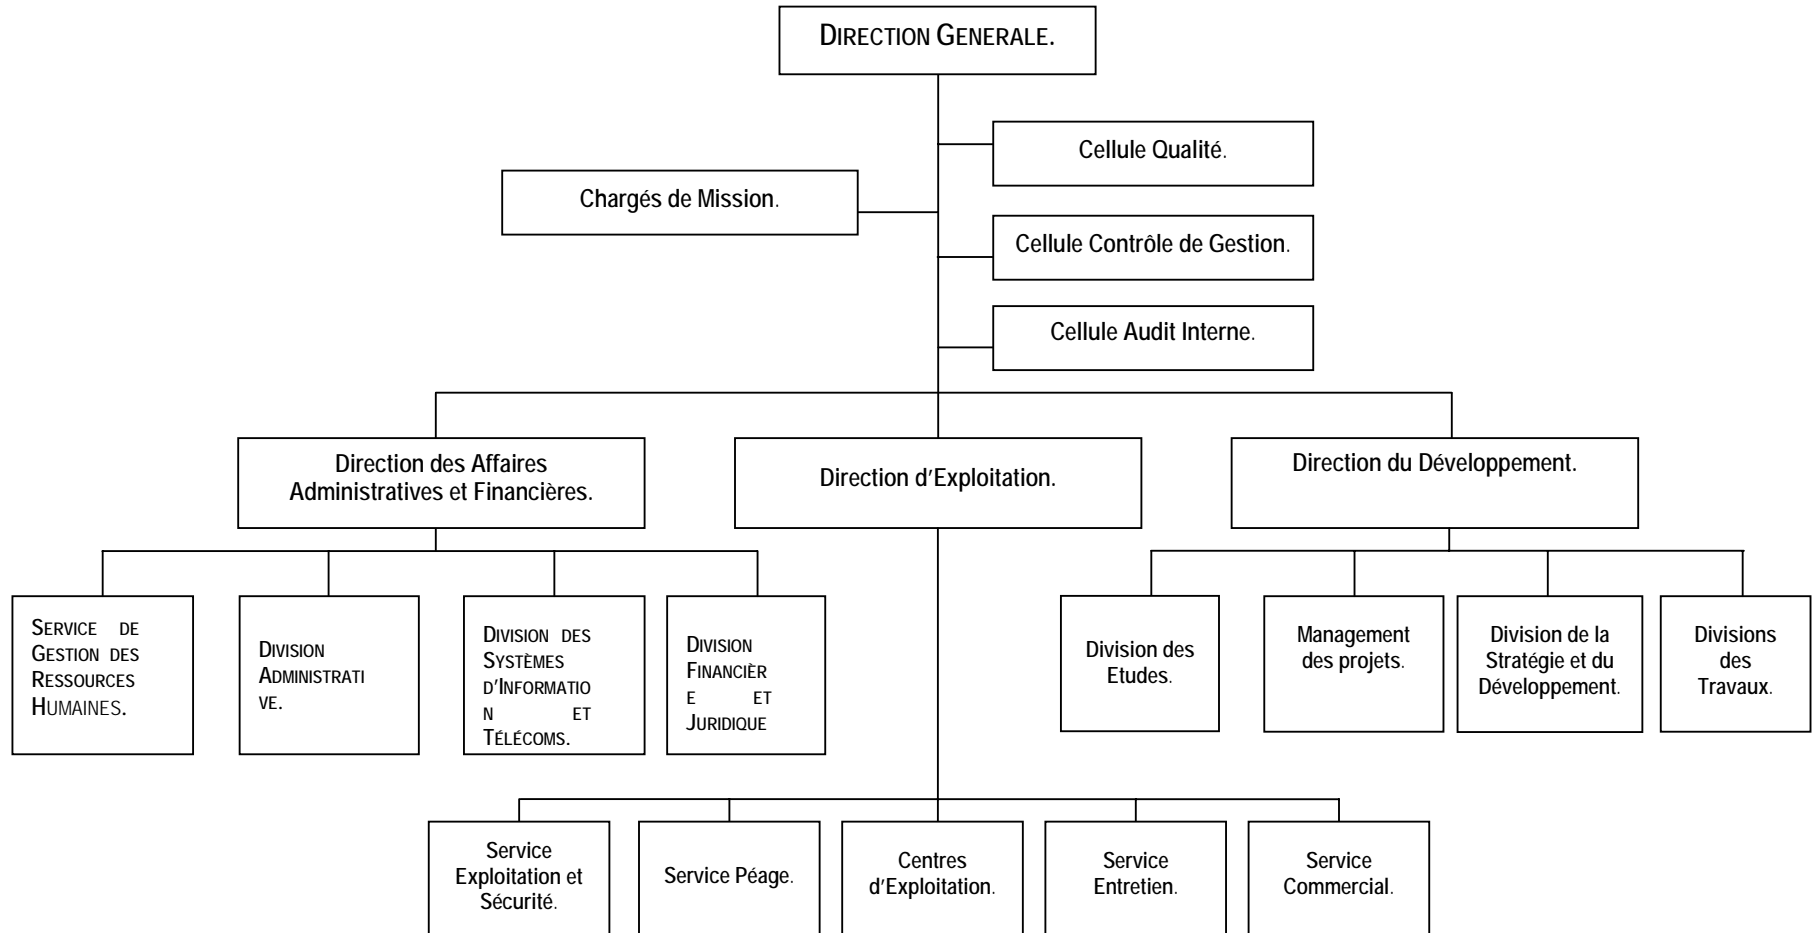 DIRECTION GENERALE.
Cellule Qualité.
Chargés de Mission.
Cellule Contrôle de Gestion.
Cellule Audit Interne.
Direction des Affaires
Administratives et Financières.
Direction d'Exploitation.
Direction du Développement.
SERVICE DE
GESTION DES
RESSOURCES
HUMAINES.
DIVISION
ADMINISTRATI
VE.
DIVISION DES
SYSTÈMES
D'INFORMATIO
N ET
TÉLÉCOMS.
DIVISION
FINANCIÈR
E ET
JURIDIQUE
Division des
Etudes.
Management
des projets.
Division de la
Stratégie et du
Développement.
Divisions
des
Travaux.
Service
Exploitation et
Sécurité.
Service Péage.
Centres
d'Exploitation.
Service
Entretien.
Service
Commercial.